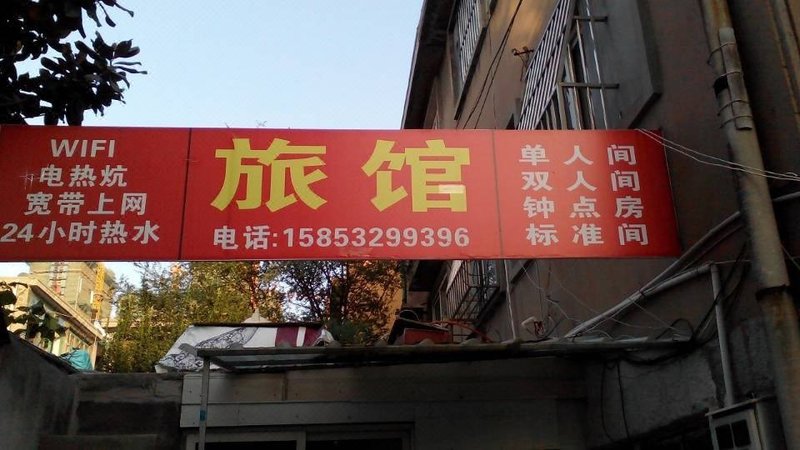 WIFI
电热炕
宽带上网
24小时热水
旅馆
电话:15853299396
单人间
双人间
钟点房
标准间